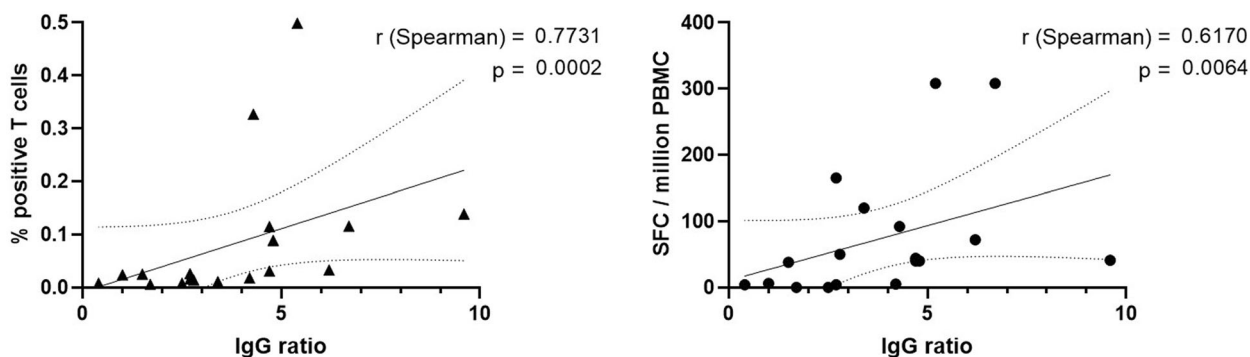 r (Spearman) = 0.7731
p = 0.0002
% positive T cells
0.5
0.4
0.3
0.2
0.1
0.0
0
5
10
IgG ratio
r (Spearman) = 0.6170
p = 0.0064
SFC / million PBMC
400
300
200
100
0
0
5
10
IgG ratio